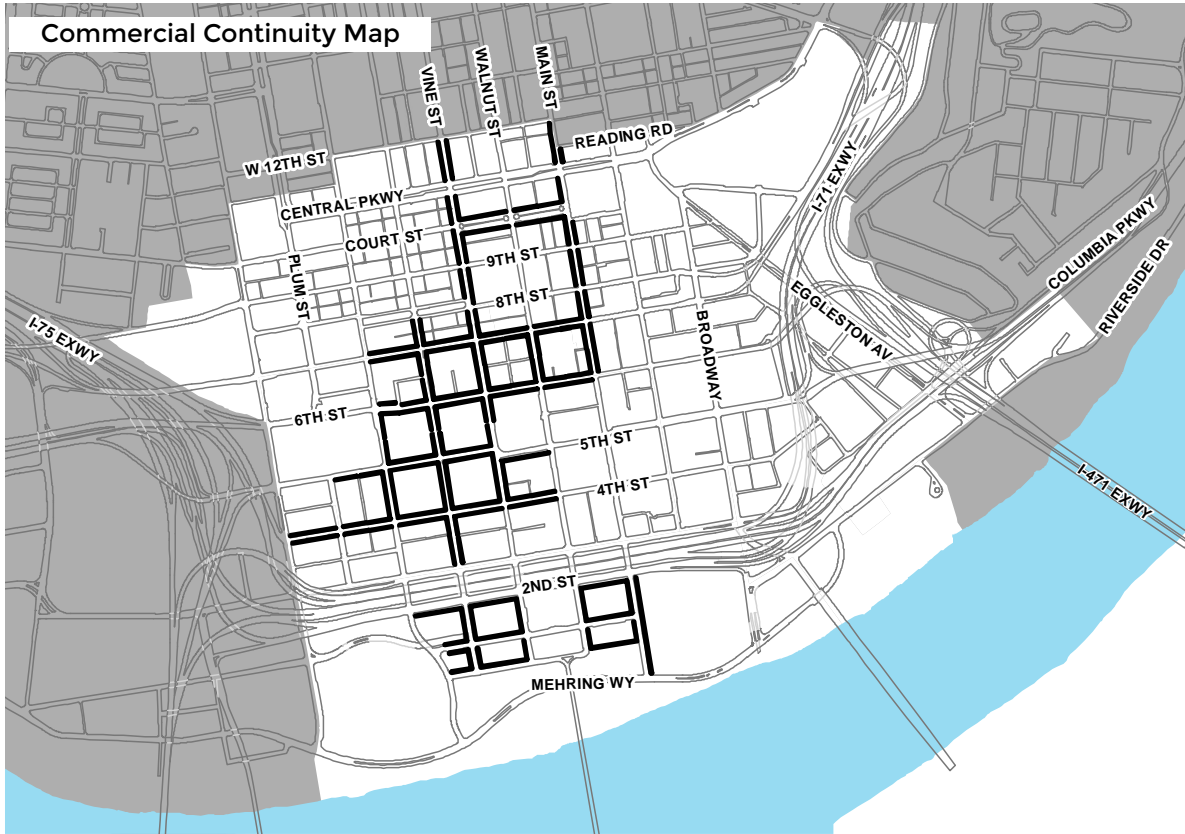 Commercial Continuity Map
VINE ST
WALNUT ST
MAIN ST
READING RD
W 12TH ST
CENTRAL PKWY
COURT ST
9TH ST
8TH ST
PLUM ST
I-71 EXWY
COLUMBIA PKWY
RIVERSIDE DR
EGGLESTON AV
BROADWAY
I-75 EXWY
6TH ST
5TH ST
4TH ST
I-471 EXWY
2ND ST
MEHRING WY